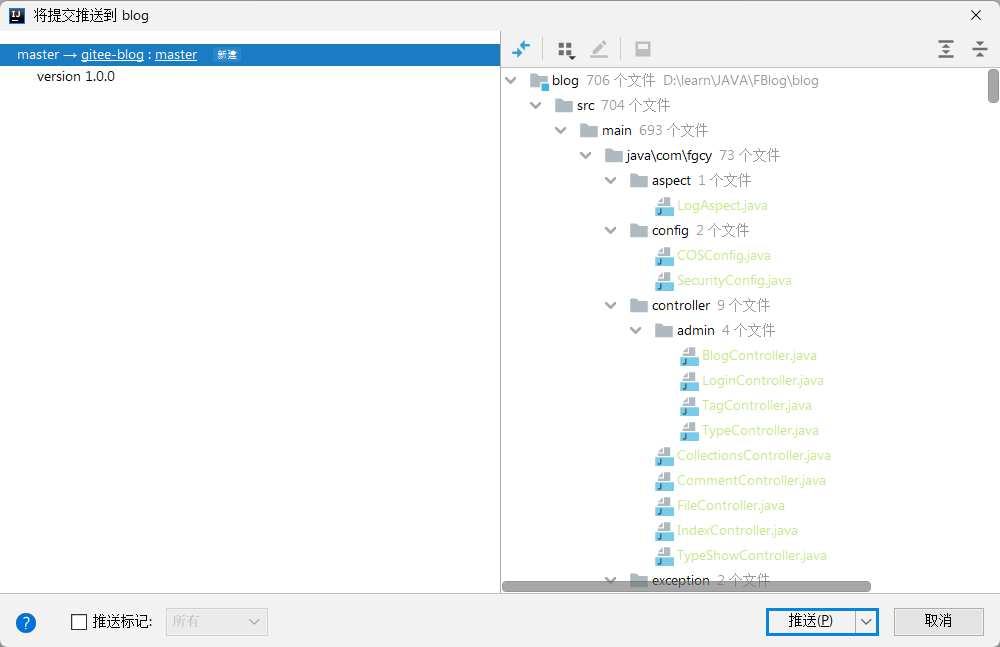 将提交推送到 blog
master → gitee-blog : master 新建
version 1.0.0
blog 706 个文件 D:\learn\JAVA\FBlog\blog
src 704 个文件
main 693 个文件
java\com\fgcy 73 个文件
aspect 1 个文件
LogAspect.java
config 2 个文件
COSConfig.java
SecurityConfig.java
controller 9 个文件
admin 4 个文件
BlogController.java
LoginController.java
TagController.java
TypeController.java
CollectionsController.java
CommentController.java
FileController.java
IndexController.java
TypeShowController.java
exception 2 个文件
推送标记: 所有 推送(P) 取消